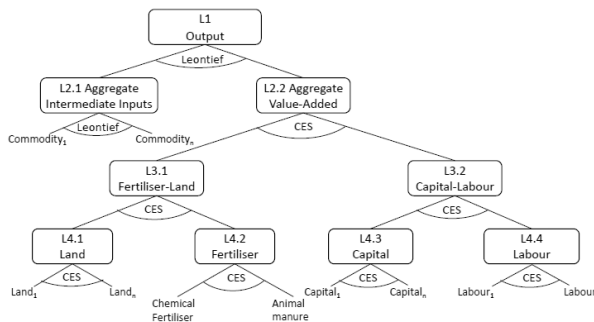 L1
Output
Leontief
L2.1 Aggregate
Intermediate Inputs
L2.2 Aggregate
Value-Added
Commodity1
Leontief
Commodityn
CES
L3.1
Fertiliser-Land
L3.2
Capital-Labour
CES
CES
L4.1
Land
L4.2
Fertiliser
L4.3
Capital
L4.4
Labour
Land1
CES
Landn
Chemical
Fertiliser
CES
Animal
manure
Capital1
CES
Capitaln
Labour1
CES
Labour